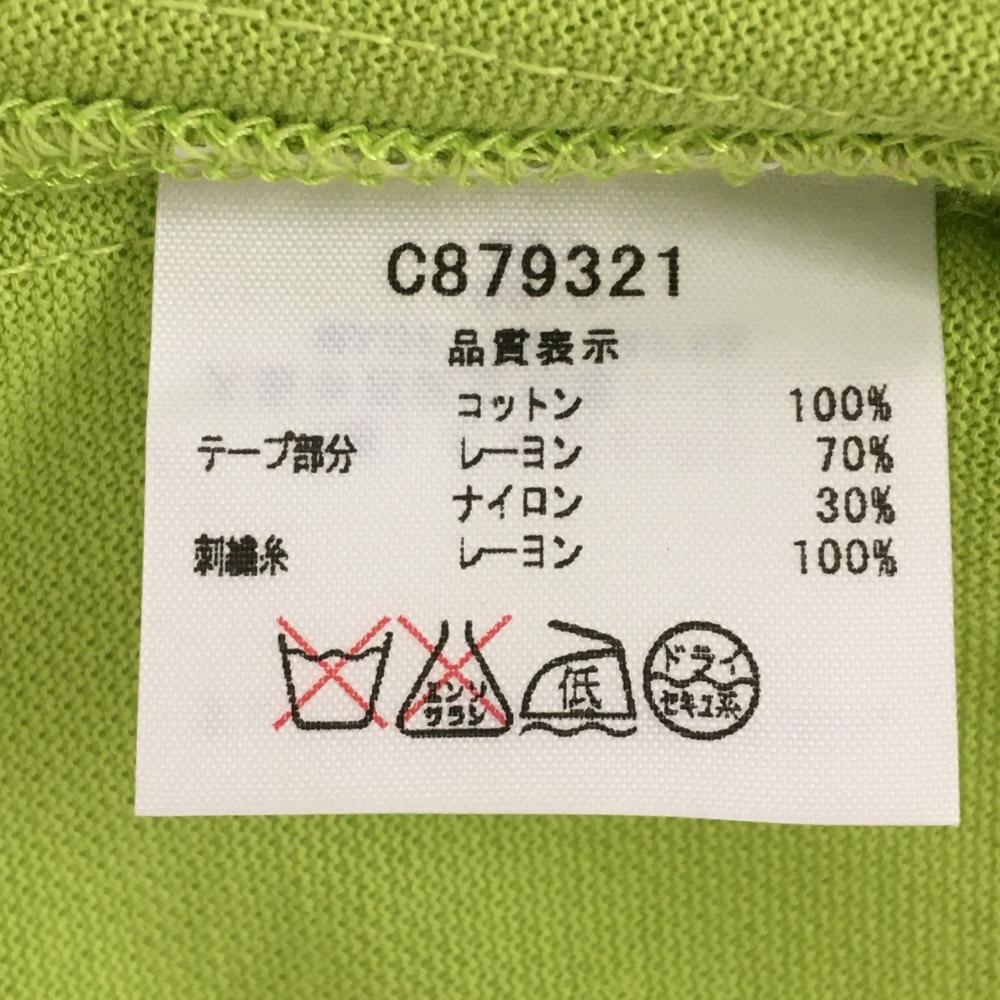 C879321
品質表示
コットン 100%
テープ部分 レーヨン 70%
ナイロン 30%
刺繍糸 レーヨン 100%
エンソサラシ 低 ドライ セキユ系